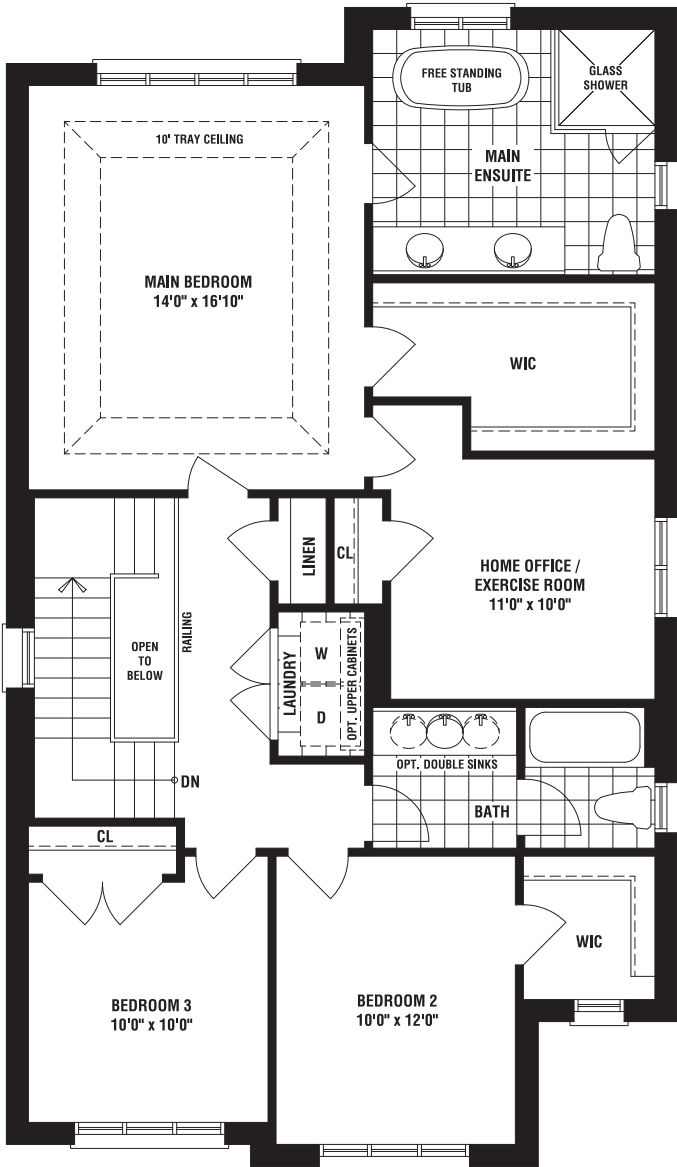 FREE STANDING
TUB
GLASS
SHOWER
10' TRAY CEILING
MAIN
ENSUITE
MAIN BEDROOM
14'0" x 16'10"
WIC
LINEN
CL
HOME OFFICE /
EXERCISE ROOM
11'0" x 10'0"
RAILING
OPEN
TO
BELOW
LAUNDRY
W
D
OPT. UPPER CABINETS
OPT. DOUBLE SINKS
DN
BATH
CL
WIC
BEDROOM 3
10'0" x 10'0"
BEDROOM 2
10'0" x 12'0"